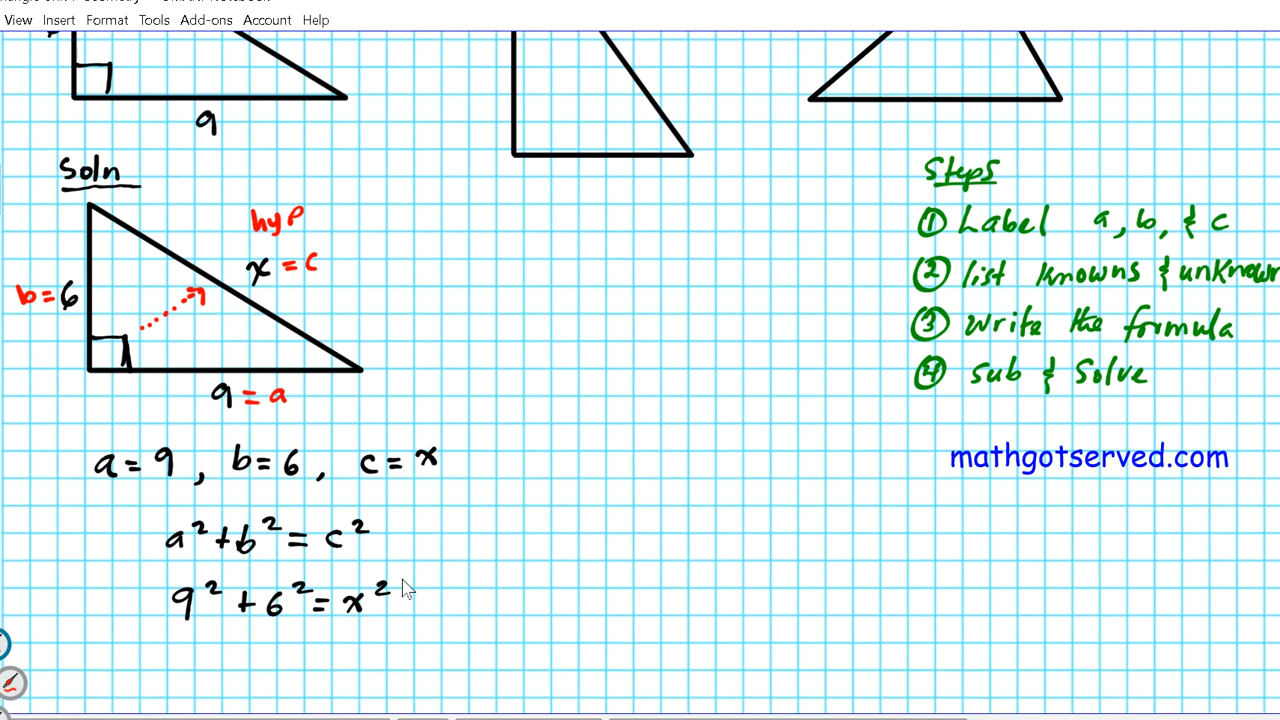 View Insert Format Tools Add-ons Account Help
9
Soln
hyp
x = c
b = 6
9 = a
a = 9 , b = 6 , c = x
a² + b² = c²
9² + 6² = x²
Steps
① Label a, b, & c
② list knowns & unknown
③ write the formula
④ sub & Solve
mathgotserved.com